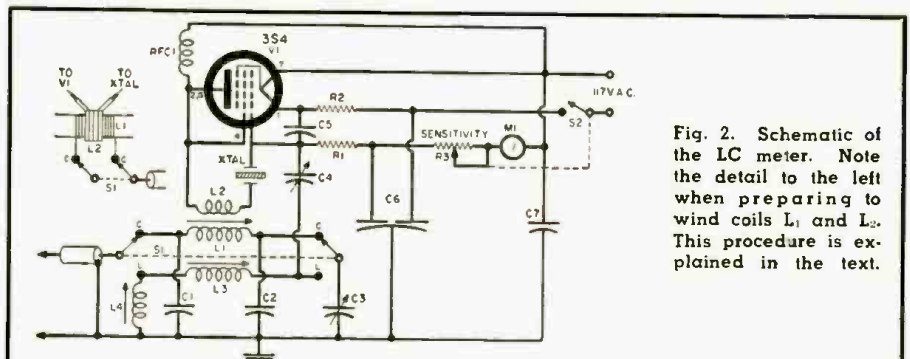 3S4
V1
RFC1
TO
V1
TO
XTAL
L1
L2
C
C
S1
R2
C5
R1
SENSITIVITY
R3
M1
S2
117V A.C.
XTAL
C4
L2
C6
C7
C
L1
C
S1
L
L3
L
L4
C1
C2
C3
Fig. 2. Schematic of
the LC meter. Note
the detail to the left
when preparing to
wind coils L₁ and L₂.
This procedure is ex-
plained in the text.